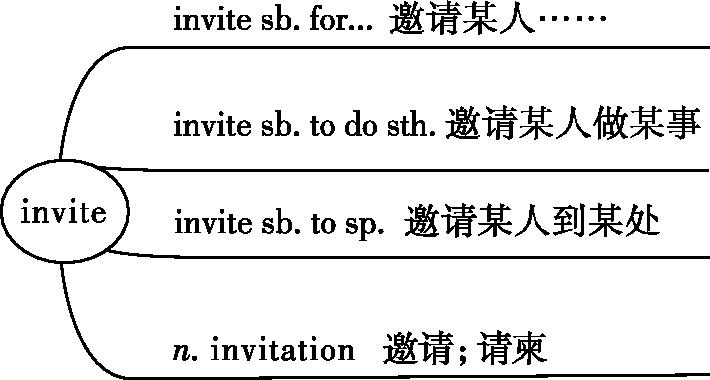 invite sb. for... 邀请某人……
invite sb. to do sth. 邀请某人做某事
invite
invite sb. to sp. 邀请某人到某处
n. invitation 邀请；请柬